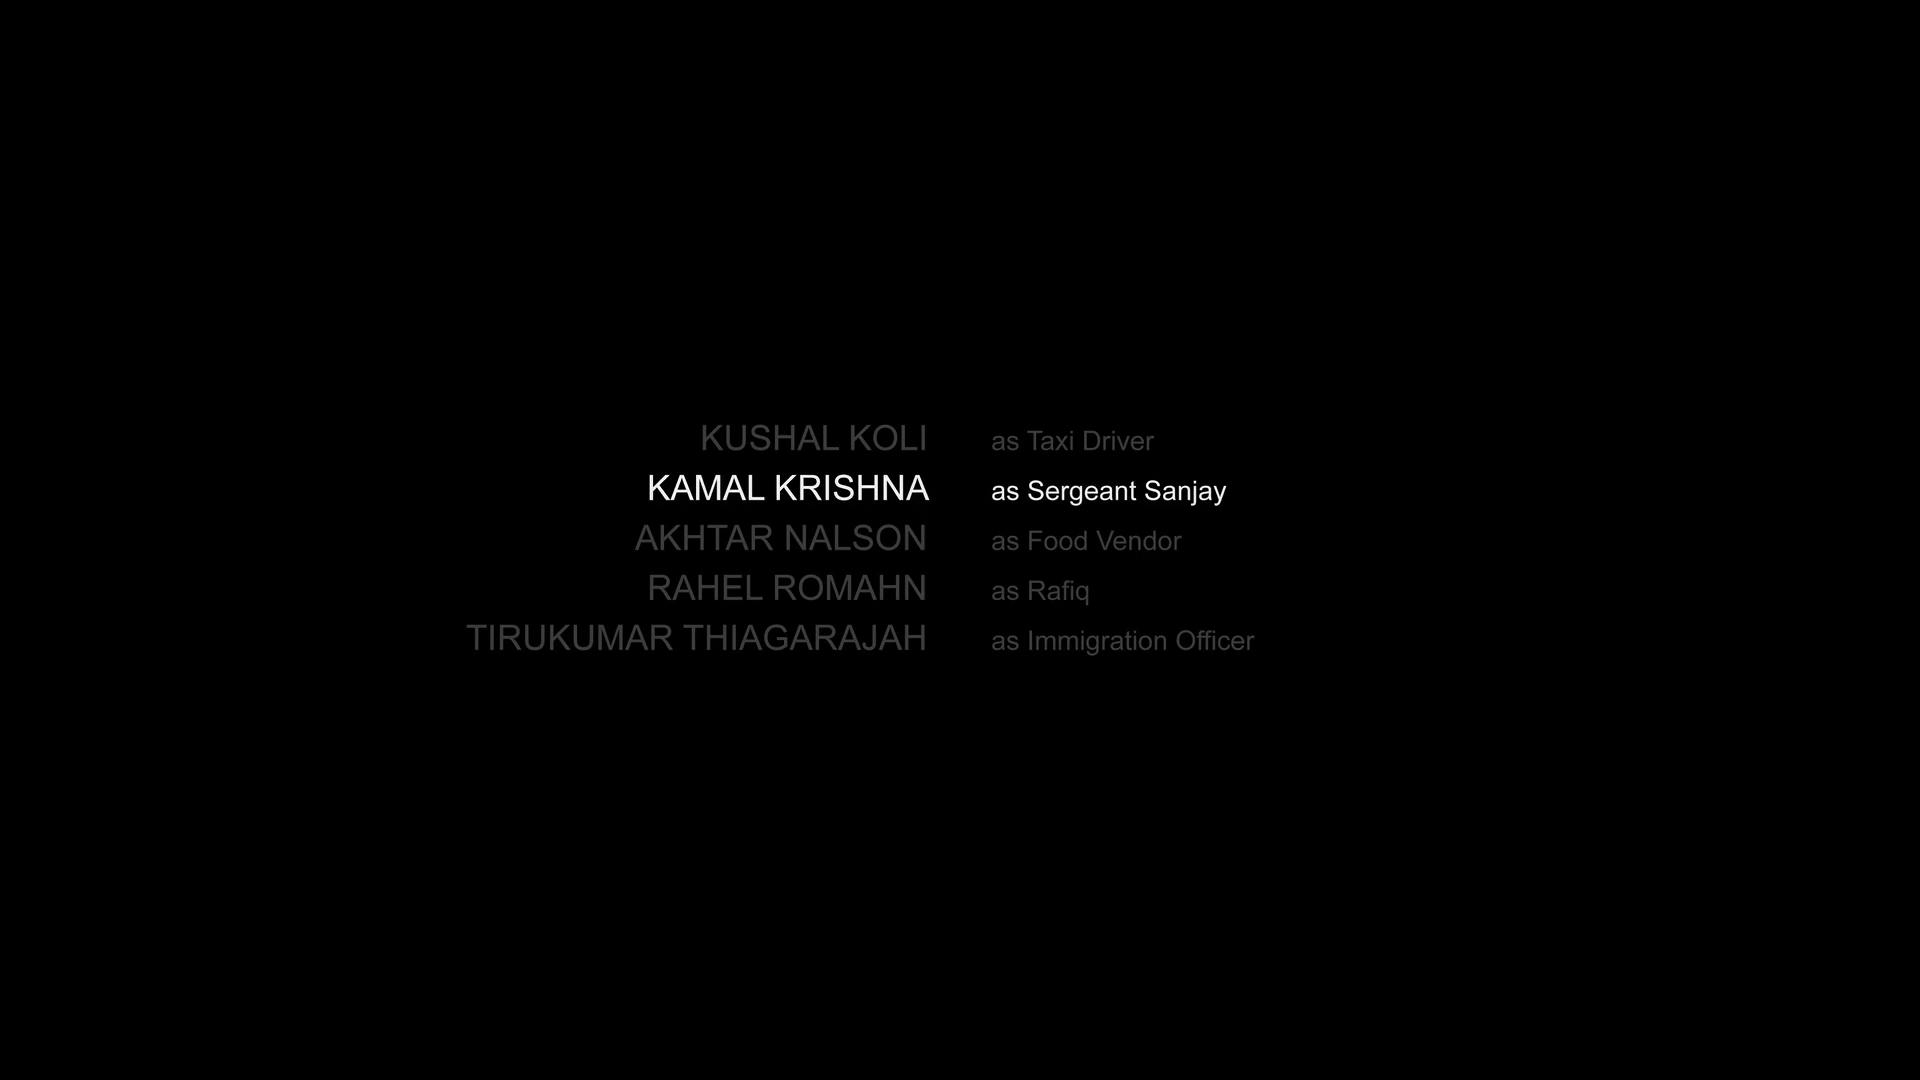 KUSHAL KOLI as Taxi Driver
KAMAL KRISHNA as Sergeant Sanjay
AKHTAR NALSON as Food Vendor
RAHEL ROMAHN as Rafiq
TIRUKUMAR THIAGARAJAH as Immigration Officer